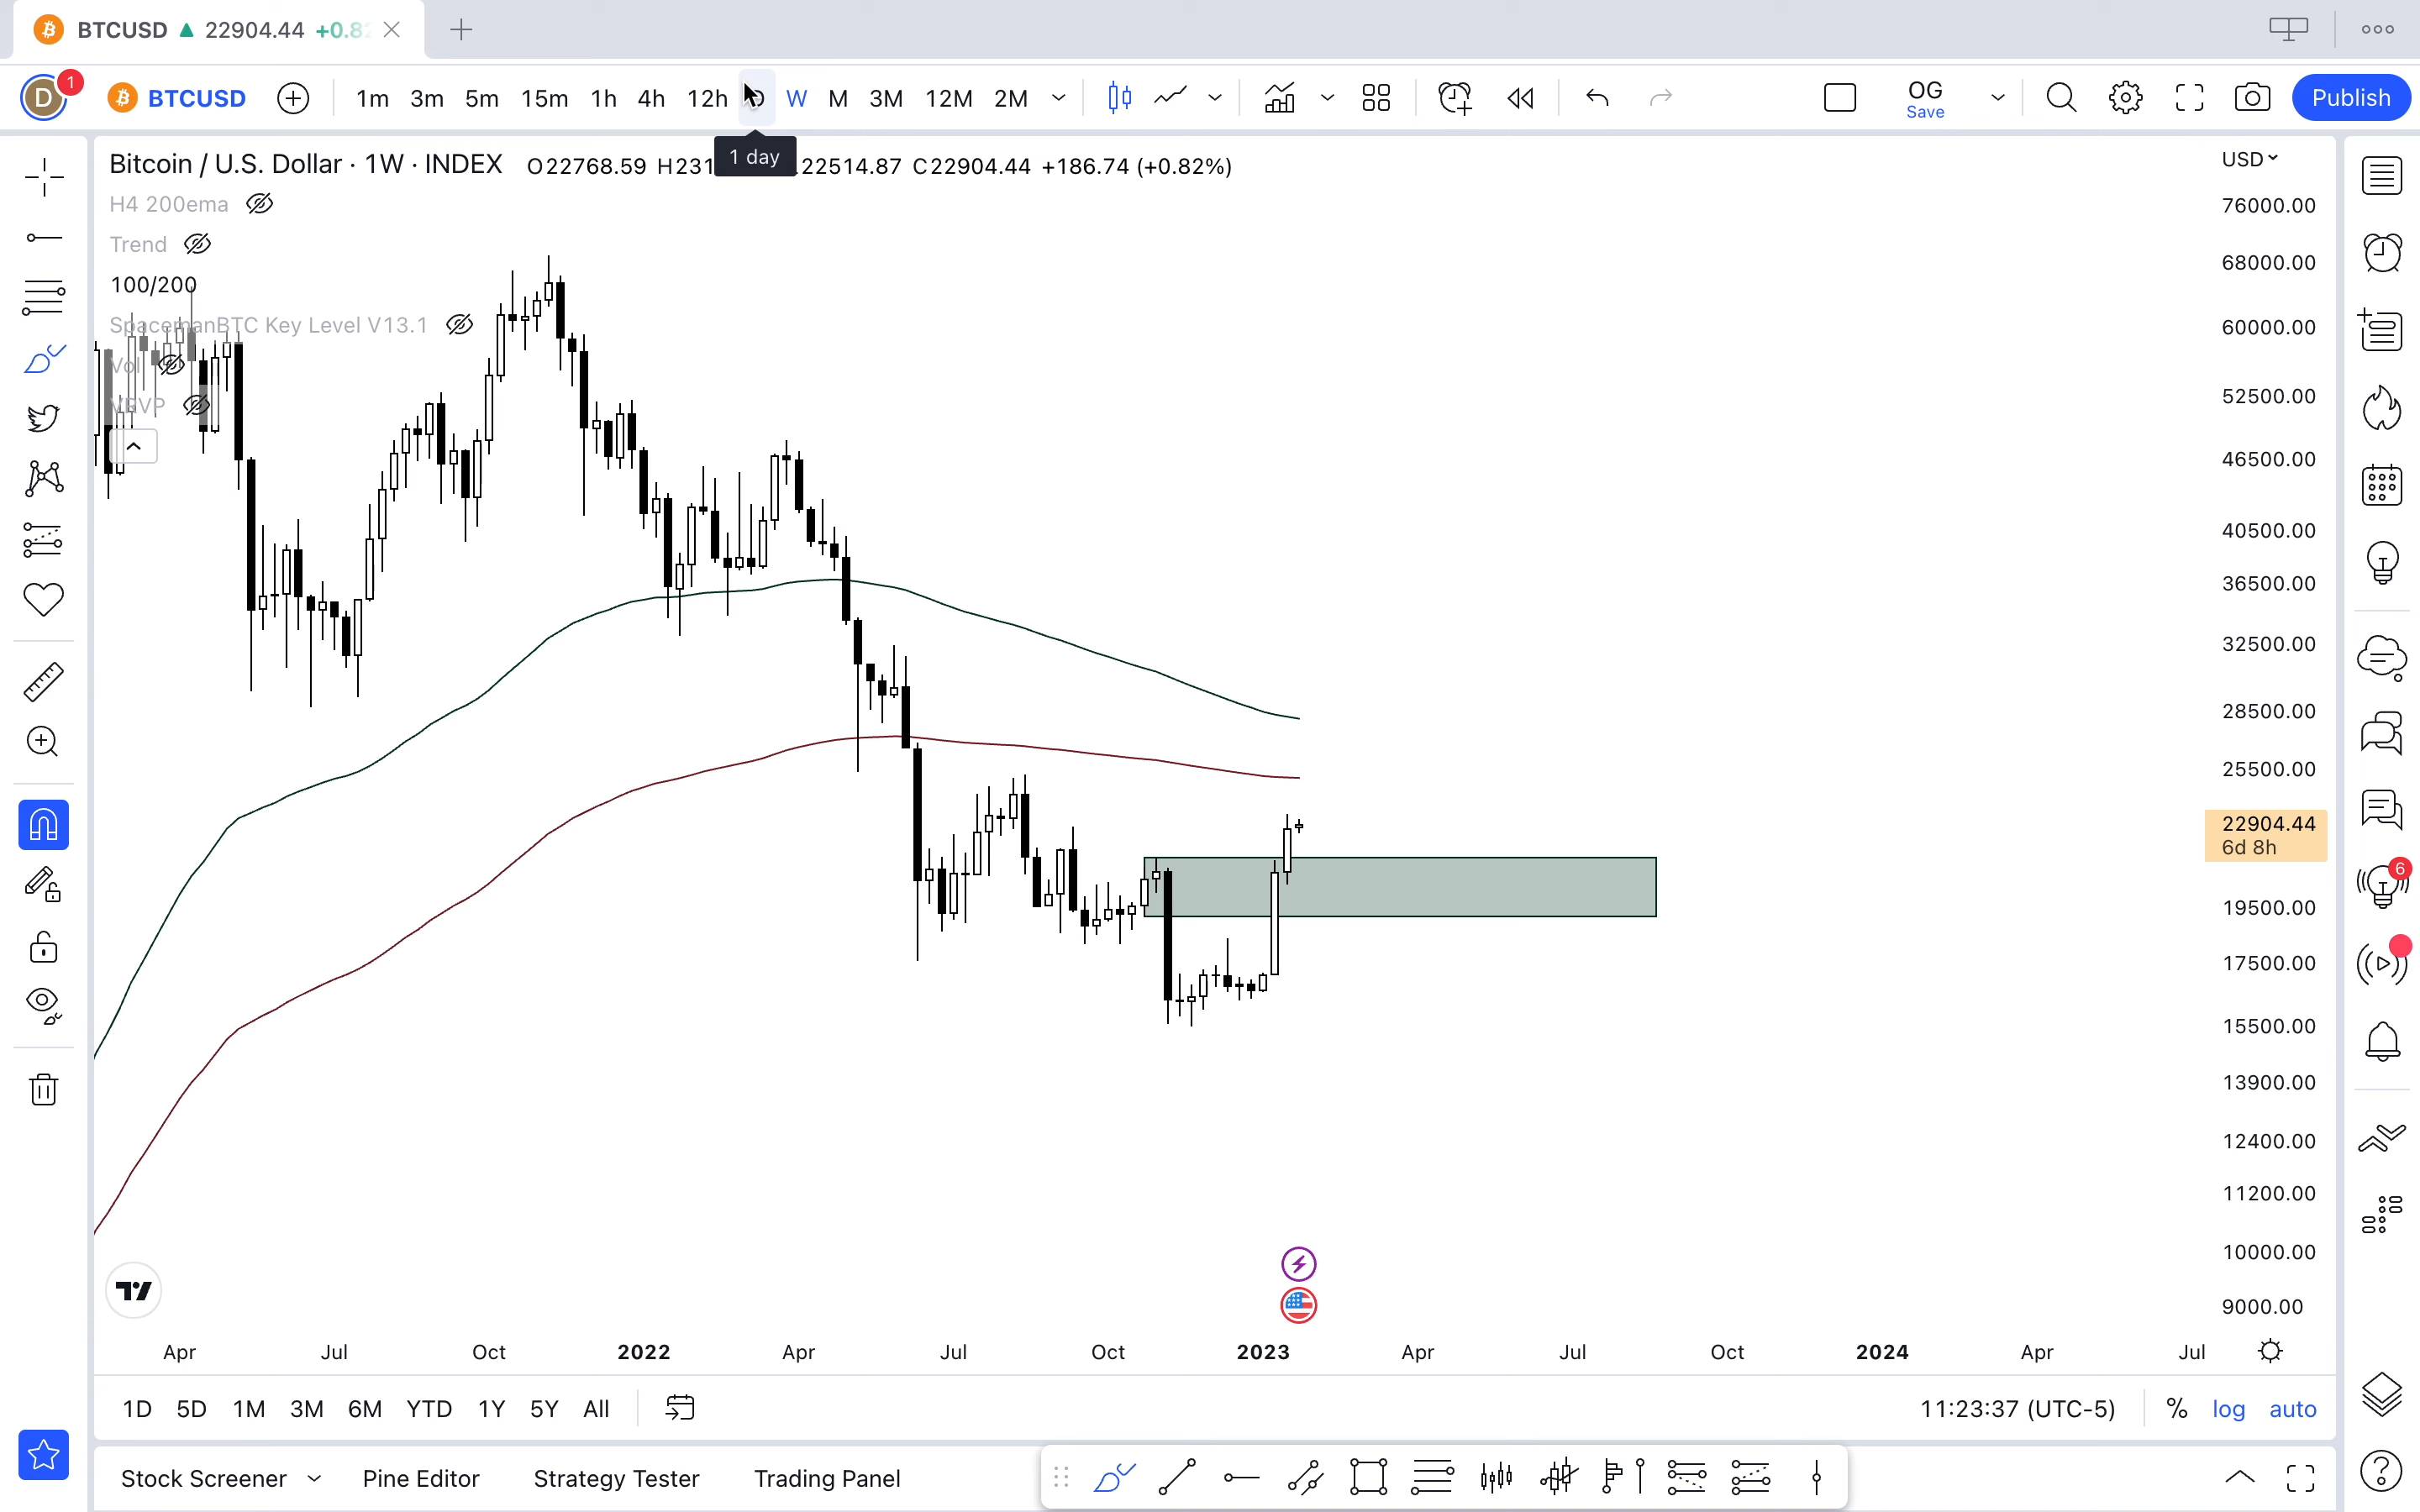 BTCUSD ▲ 22904.44 +0.82
D 1 BTCUSD 1m 3m 5m 15m 1h 4h 12h D W M 3M 12M 2M OG Save Publish
1 day
Bitcoin / U.S. Dollar · 1W · INDEX O22768.59 H231 22514.87 C22904.44 +186.74 (+0.82%)
USD
H4 200ema
Trend
100/200
SpacemanBTC Key Level V13.1
Vol
VRVP
76000.00
68000.00
60000.00
52500.00
46500.00
40500.00
36500.00
32500.00
28500.00
25500.00
22904.44
6d 8h
19500.00
17500.00
15500.00
13900.00
12400.00
11200.00
10000.00
9000.00
6
Apr Jul Oct 2022 Apr Jul Oct 2023 Apr Jul Oct 2024 Apr Jul
1D 5D 1M 3M 6M YTD 1Y 5Y All 11:23:37 (UTC-5) % log auto
Stock Screener Pine Editor Strategy Tester Trading Panel